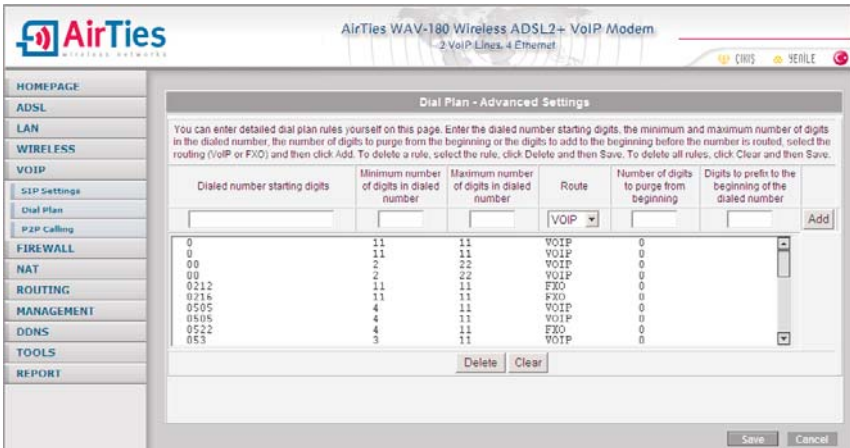 AirTies
wireless networks
AirTies WAV-180 Wireless ADSL2+ VoIP Modem
2 VoIP Lines, 4 Ethernet
ÇIKIŞ YENİLE
HOMEPAGE
ADSL
LAN
WIRELESS
VOIP
SIP Settings
Dial Plan
P2P Calling
FIREWALL
NAT
ROUTING
MANAGEMENT
DDNS
TOOLS
REPORT
Dial Plan - Advanced Settings
You can enter detailed dial plan rules yourself on this page. Enter the dialed number starting digits, the minimum and maximum number of digits
in the dialed number, the number of digits to purge from the beginning or the digits to add to the beginning before the number is routed, select the
routing (VoIP or FXO) and then click Add. To delete a rule, select the rule, click Delete and then Save. To delete all rules, click Clear and then Save.
Dialed number starting digits
Minimum number of digits in dialed number
Maximum number of digits in dialed number
Route
Number of digits to purge from beginning
Digits to prefix to the beginning of the dialed number
VOIP
Add
0 11 11 VOIP 0
0 11 11 VOIP 0
00 2 22 VOIP 0
00 2 22 VOIP 0
0212 11 11 FXO 0
0216 11 11 FXO 0
0505 4 11 VOIP 0
0505 4 11 VOIP 0
0522 4 11 FXO 0
053 3 11 VOIP 0
Delete Clear
Save Cancel